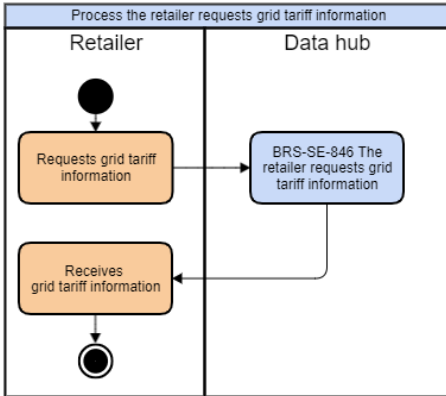 Process the retailer requests grid tariff information
Retailer
Data hub
Requests grid tariff
information
BRS-SE-846 The
retailer requests grid
tariff information
Receives
grid tariff information